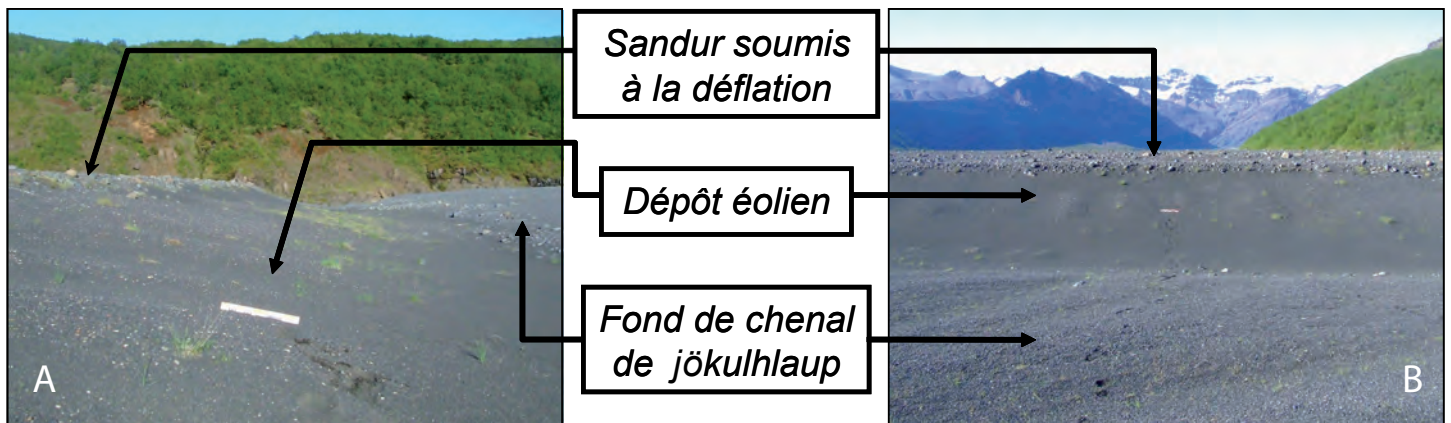 Sandur soumis
à la déflation
Dépôt éolien
Fond de chenal
de jökulhlaup
A
B